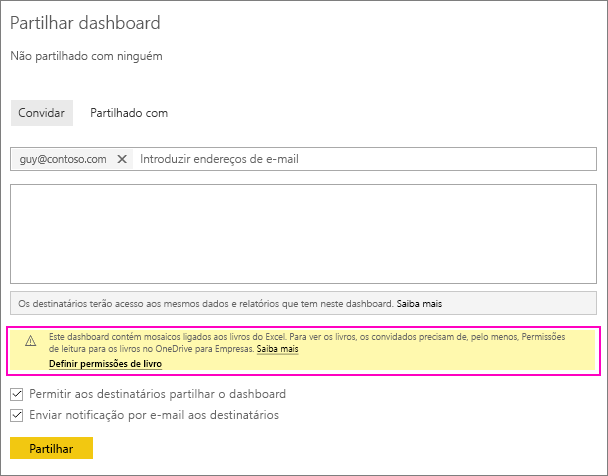 Partilhar dashboard
Não partilhado com ninguém
Convidar Partilhado com
guy@contoso.com Introduzir endereços de e-mail
Os destinatários terão acesso aos mesmos dados e relatórios que tem neste dashboard. Saiba mais
Este dashboard contém mosaicos ligados aos livros do Excel. Para ver os livros, os convidados precisam de, pelo menos, Permissões
de leitura para os livros no OneDrive para Empresas. Saiba mais
Definir permissões de livro
Permitir aos destinatários partilhar o dashboard
Enviar notificação por e-mail aos destinatários
Partilhar